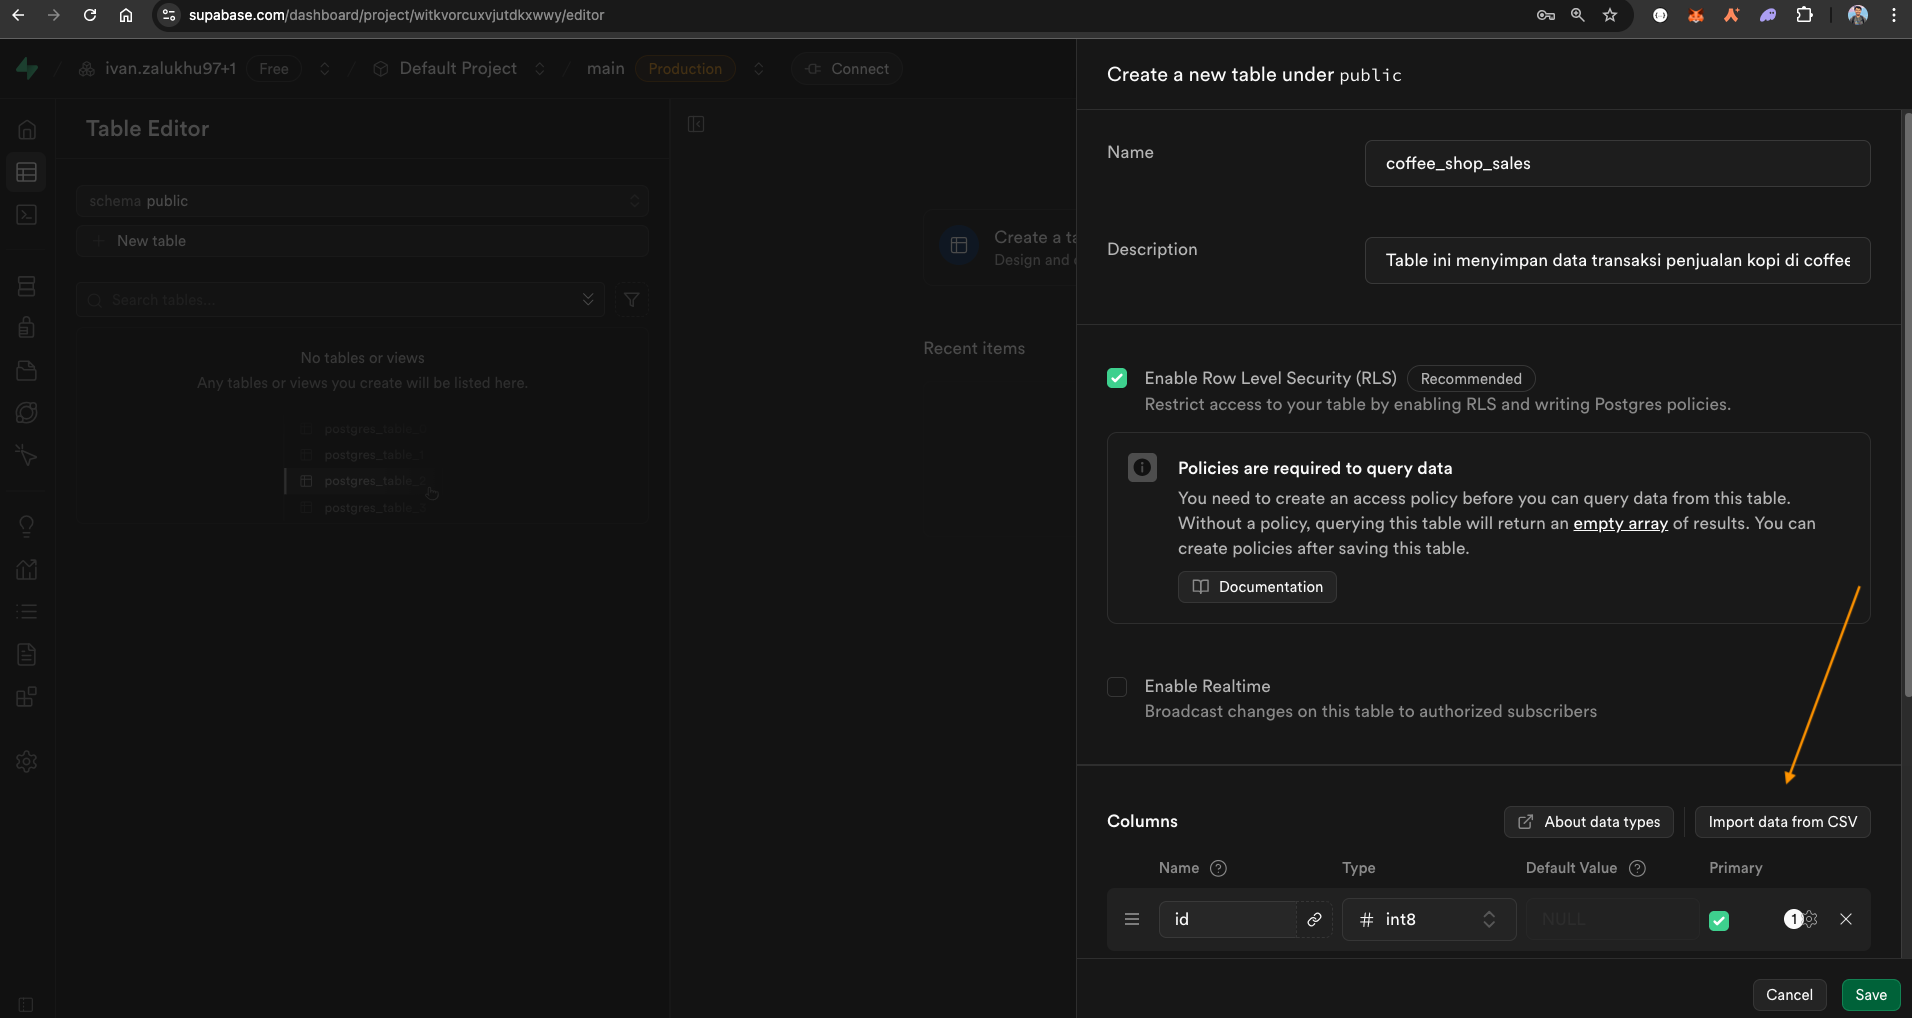 supabase.com/dashboard/project/witkvorcuxvjutdkxwwy/editor
ivan.zalukhu97+1 Free Default Project main Production Connect
Table Editor
schema public
New table
Search tables...
No tables or views
Any tables or views you create will be listed here.
postgres_table_
postgres_table_
postgres_table_
postgres_table_
Create a ta
Design and
Recent items
Create a new table under public
Name
coffee_shop_sales
Description
Table ini menyimpan data transaksi penjualan kopi di coffee
Enable Row Level Security (RLS) Recommended
Restrict access to your table by enabling RLS and writing Postgres policies.
Policies are required to query data
You need to create an access policy before you can query data from this table.
Without a policy, querying this table will return an empty array of results. You can
create policies after saving this table.
Documentation
Enable Realtime
Broadcast changes on this table to authorized subscribers
Columns About data types Import data from CSV
Name Type Default Value Primary
id # int8 NULL 1
Cancel Save